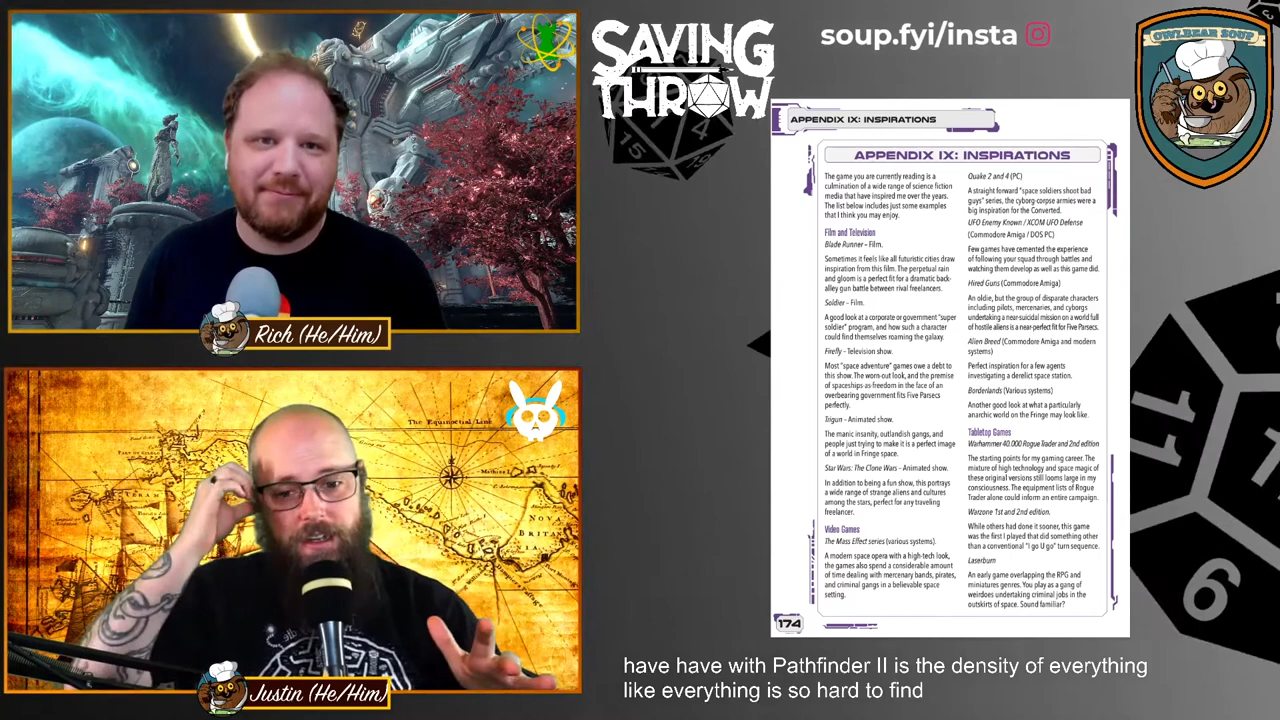 SAVING
THROW
soup.fyi/insta
OWLBEAR SOUP
Rich (He/Him)
The Equinoctial Line
Justin (He/Him)
APPENDIX IX: INSPIRATIONS
APPENDIX IX: INSPIRATIONS
The game you are currently reading is a
culmination of a wide range of science fiction
media that have inspired me over the years.
The list below includes just some examples
that I think you may enjoy.
Film and Television
Blade Runner – Film.
Sometimes it feels like all futuristic cities draw
inspiration from this film. The perpetual rain
and gloom is a perfect fit for a dramatic back-
alley gun battle between rival freelancers.
Soldier – Film.
A good look at a corporate or government "super
soldier" program, and how such a character
could find themselves roaming the galaxy.
Firefly – Television show.
Most "space adventure" games owe a debt to
this show. The worn-out look, and the premise
of spaceships-as-freedom in the face of an
overbearing government fits Five Parsecs
perfectly.
Trigun – Animated show.
The manic insanity, outlandish gangs, and
people just trying to make it is a perfect image
of a world in Fringe space.
Star Wars: The Clone Wars – Animated show.
In addition to being a fun show, this portrays
a wide range of strange aliens and cultures
among the stars, perfect for any traveling
freelancer.
Video Games
The Mass Effect series (various systems).
A modern space opera with a high-tech look,
the games also spend a considerable amount
of time dealing with mercenary bands, pirates,
and criminal gangs in a believable space
setting.
Quake 2 and 4 (PC)
A straight forward "space soldiers shoot bad
guys" series, the cyborg-corpse armies were a
big inspiration for the Converted.
UFO Enemy Known / XCOM UFO Defense
(Commodore Amiga / DOS PC)
Few games have cemented the experience
of following your squad through battles and
watching them develop as well as this game did.
Hired Guns (Commodore Amiga)
An oldie, but the group of disparate characters
including pilots, mercenaries, and cyborgs
undertaking a near-suicidal mission on a world full
of hostile aliens is a near-perfect fit for Five Parsecs.
Alien Breed (Commodore Amiga and modern
systems)
Perfect inspiration for a few agents
investigating a derelict space station.
Borderlands (Various systems)
Another good look at what a particularly
anarchic world on the Fringe may look like.
Tabletop Games
Warhammer 40.000 Rogue Trader and 2nd edition
The starting points for my gaming career. The
mixture of high technology and space magic of
these original versions still looms large in my
consciousness. The equipment lists of Rogue
Trader alone could inform an entire campaign.
Warzone 1st and 2nd edition.
While others had done it sooner, this game
was the first I played that did something other
than a conventional "I go U go" turn sequence.
Laserburn
An early game overlapping the RPG and
miniatures genres. You play as a gang of
weirdoes undertaking criminal jobs in the
outskirts of space. Sound familiar?
174
15
4
19
11
6
have have with Pathfinder II is the density of everything
like everything is so hard to find